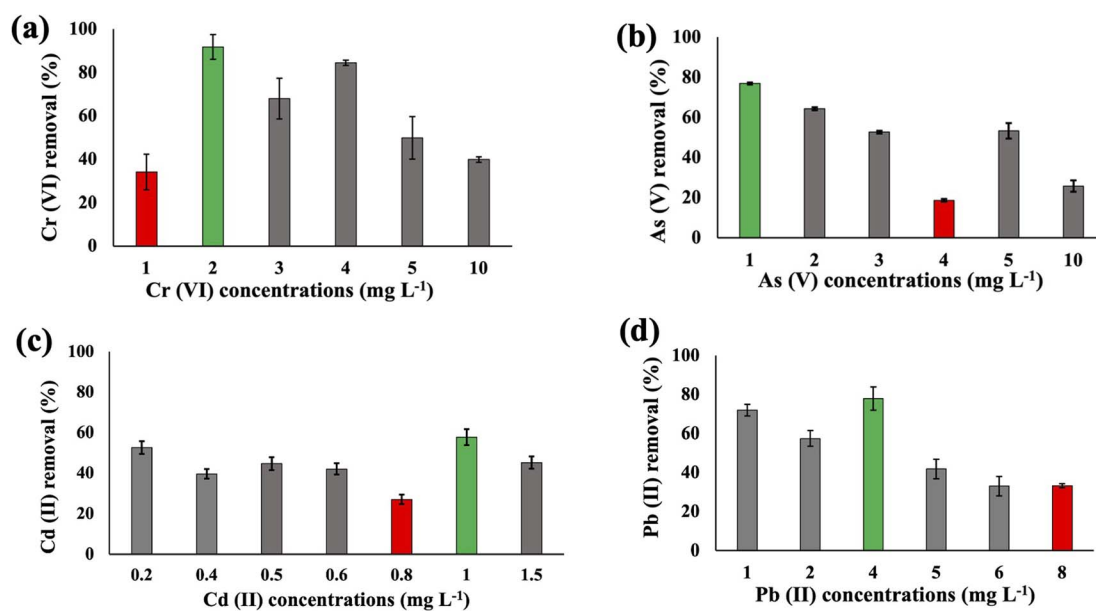 (a)
Cr (VI) removal (%)
100
80
60
40
20
0
1 2 3 4 5 10
Cr (VI) concentrations (mg L⁻¹)
(b)
As (V) removal (%)
100
80
60
40
20
0
1 2 3 4 5 10
As (V) concentrations (mg L⁻¹)
(c)
Cd (II) removal (%)
100
80
60
40
20
0
0.2 0.4 0.5 0.6 0.8 1 1.5
Cd (II) concentrations (mg L⁻¹)
(d)
Pb (II) removal (%)
100
80
60
40
20
0
1 2 4 5 6 8
Pb (II) concentrations (mg L⁻¹)